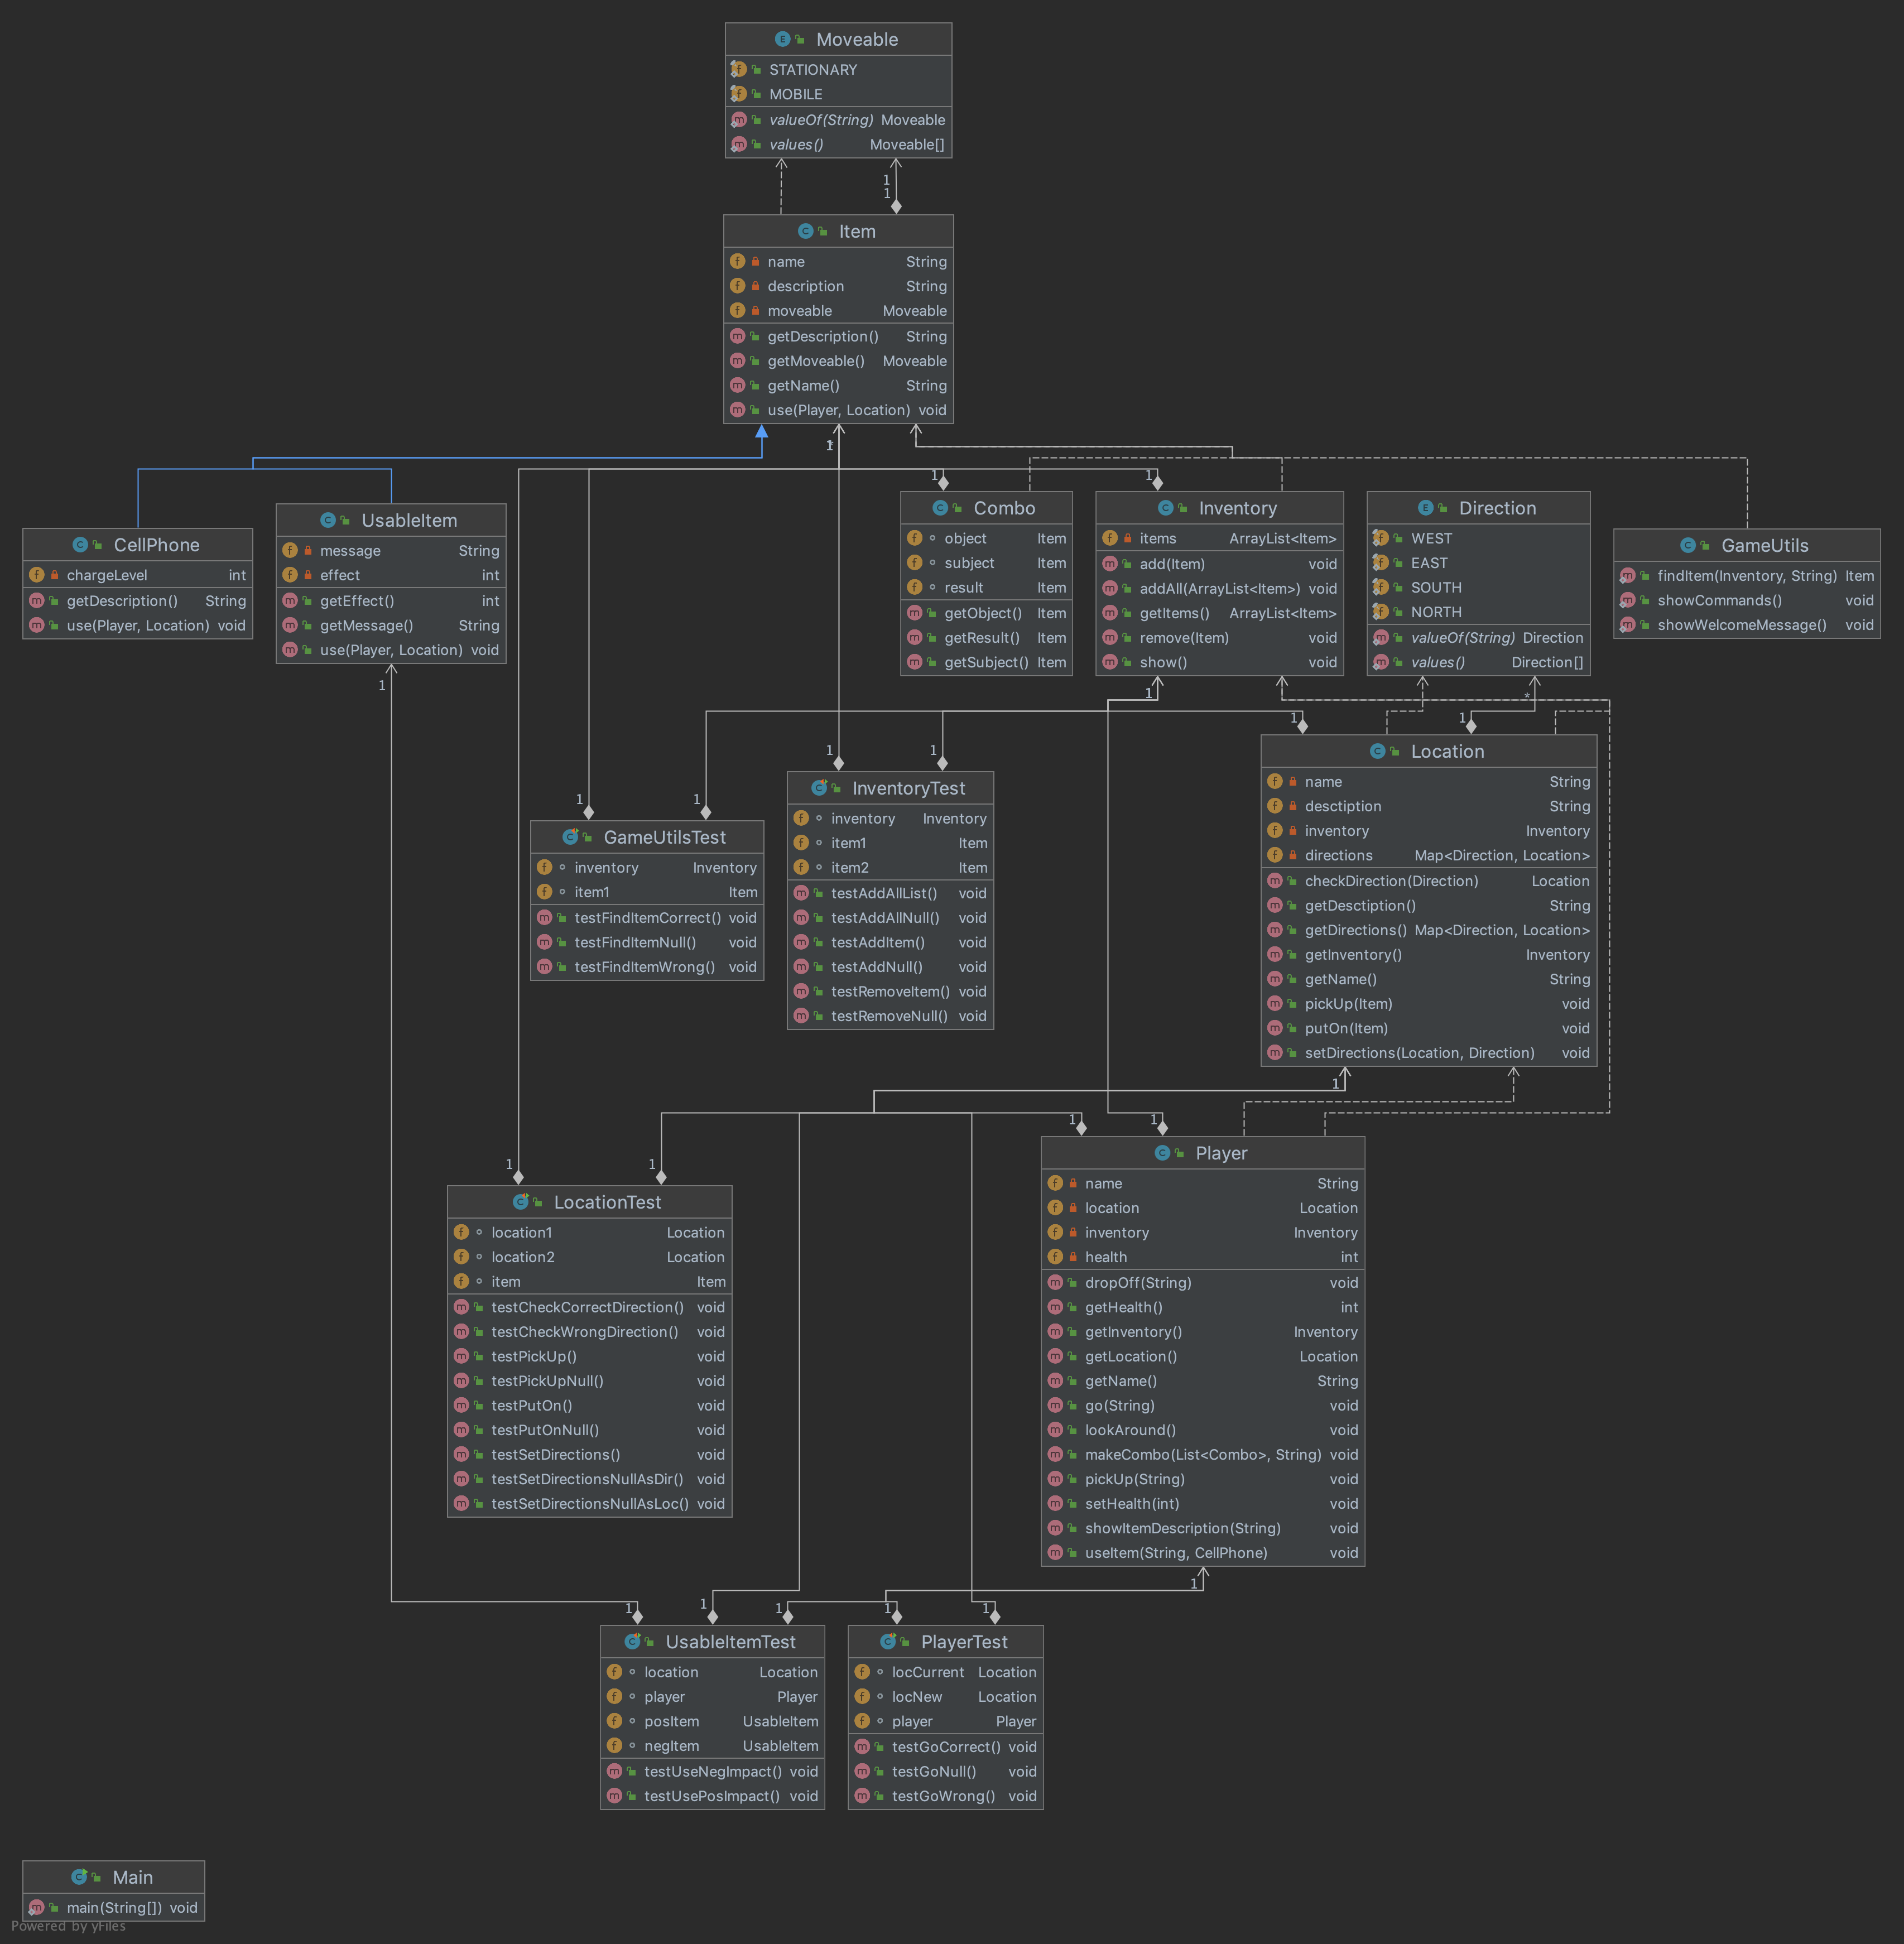 Moveable
STATIONARY
MOBILE
valueOf(String) Moveable
values() Moveable[]
1
1
Item
name String
description String
moveable Moveable
getDescription() String
getMoveable() Moveable
getName() String
use(Player, Location) void
1
*
1
1
CellPhone
chargeLevel int
getDescription() String
use(Player, Location) void
UsableItem
message String
effect int
getEffect() int
getMessage() String
use(Player, Location) void
1
Combo
object Item
subject Item
result Item
getObject() Item
getResult() Item
getSubject() Item
Inventory
items ArrayList<Item>
add(Item) void
addAll(ArrayList<Item>) void
getItems() ArrayList<Item>
remove(Item) void
show() void
1
Direction
WEST
EAST
SOUTH
NORTH
valueOf(String) Direction
values() Direction[]
*
GameUtils
findItem(Inventory, String) Item
showCommands() void
showWelcomeMessage() void
1
1
GameUtilsTest
inventory Inventory
item1 Item
testFindItemCorrect() void
testFindItemNull() void
testFindItemWrong() void
1
1
InventoryTest
inventory Inventory
item1 Item
item2 Item
testAddAllList() void
testAddAllNull() void
testAddItem() void
testAddNull() void
testRemoveItem() void
testRemoveNull() void
1
1
Location
name String
desctiption String
inventory Inventory
directions Map<Direction, Location>
checkDirection(Direction) Location
getDesctiption() String
getDirections() Map<Direction, Location>
getInventory() Inventory
getName() String
pickUp(Item) void
putOn(Item) void
setDirections(Location, Direction) void
1
1
1
LocationTest
location1 Location
location2 Location
item Item
testCheckCorrectDirection() void
testCheckWrongDirection() void
testPickUp() void
testPickUpNull() void
testPutOn() void
testPutOnNull() void
testSetDirections() void
testSetDirectionsNullAsDir() void
testSetDirectionsNullAsLoc() void
1
1
Player
name String
location Location
inventory Inventory
health int
dropOff(String) void
getHealth() int
getInventory() Inventory
getLocation() Location
getName() String
go(String) void
lookAround() void
makeCombo(List<Combo>, String) void
pickUp(String) void
setHealth(int) void
showItemDescription(String) void
useItem(String, CellPhone) void
1
1
1
1
UsableItemTest
location Location
player Player
posItem UsableItem
negItem UsableItem
testUseNegImpact() void
testUsePosImpact() void
1
1
PlayerTest
locCurrent Location
locNew Location
player Player
testGoCorrect() void
testGoNull() void
testGoWrong() void
Main
main(String[]) void
Powered by yFiles